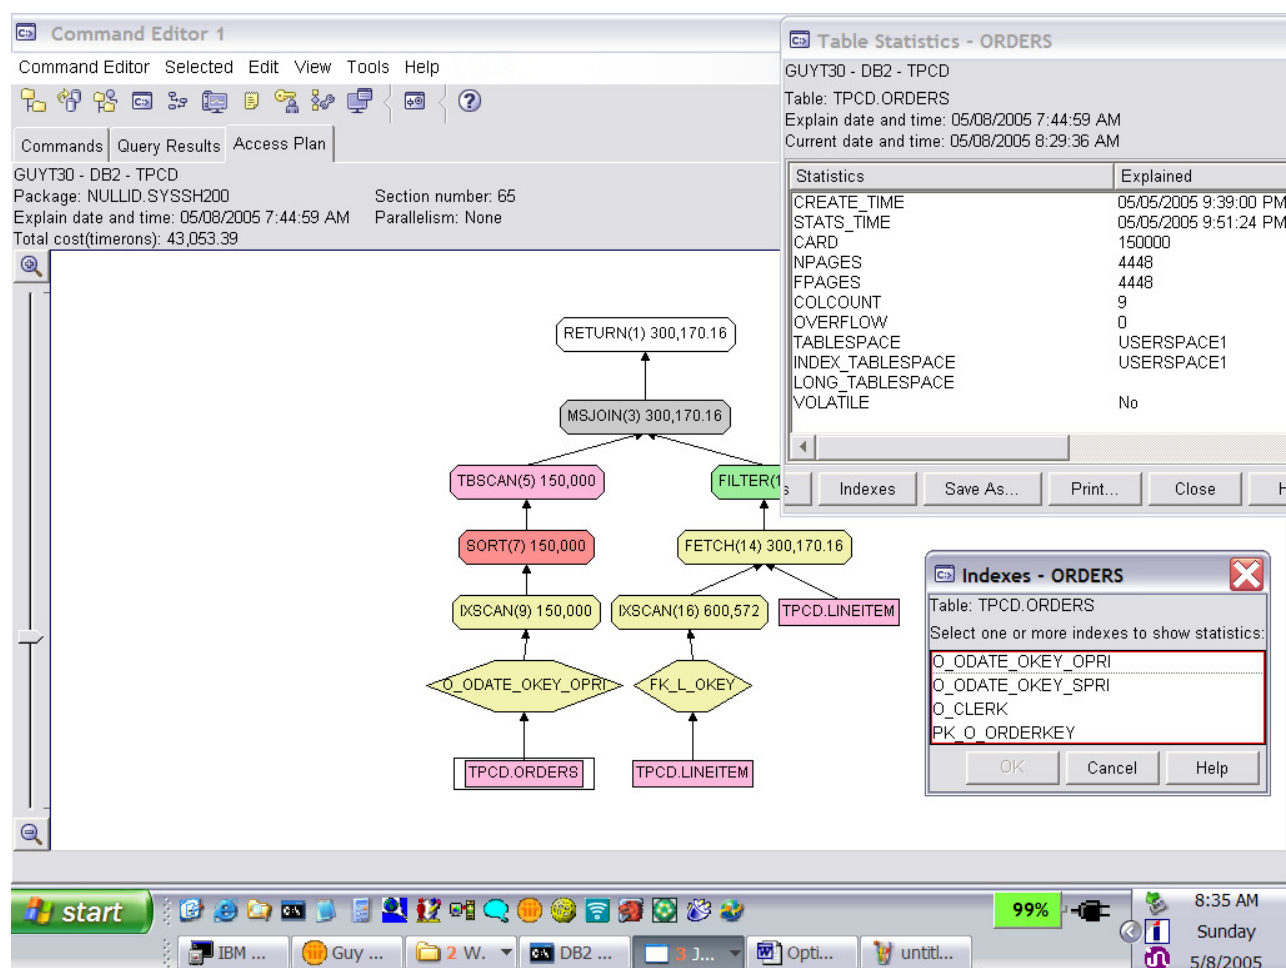 Command Editor 1
Command Editor Selected Edit View Tools Help
Commands Query Results Access Plan
GUYT30 - DB2 - TPCD
Package: NULLID.SYSSH200 Section number: 65
Explain date and time: 05/08/2005 7:44:59 AM Parallelism: None
Total cost(timerons): 43,053.39
RETURN(1) 300,170.16
MSJOIN(3) 300,170.16
TBSCAN(5) 150,000
FILTER(1
SORT(7) 150,000
FETCH(14) 300,170.16
IXSCAN(9) 150,000
IXSCAN(16) 600,572
TPCD.LINEITEM
O_ODATE_OKEY_OPRI
FK_L_OKEY
TPCD.ORDERS
TPCD.LINEITEM
Table Statistics - ORDERS
GUYT30 - DB2 - TPCD
Table: TPCD.ORDERS
Explain date and time: 05/08/2005 7:44:59 AM
Current date and time: 05/08/2005 8:29:36 AM
Statistics Explained
CREATE_TIME 05/05/2005 9:39:00 PM
STATS_TIME 05/05/2005 9:51:24 PM
CARD 150000
NPAGES 4448
FPAGES 4448
COLCOUNT 9
OVERFLOW 0
TABLESPACE USERSPACE1
INDEX_TABLESPACE USERSPACE1
LONG_TABLESPACE
VOLATILE No
s Indexes Save As... Print... Close H
Indexes - ORDERS
Table: TPCD.ORDERS
Select one or more indexes to show statistics:
O_ODATE_OKEY_OPRI
O_ODATE_OKEY_SPRI
O_CLERK
PK_O_ORDERKEY
OK Cancel Help
start
99%
8:35 AM
Sunday
5/8/2005
IBM ... Guy ... 2 W. DB2 ... 3 J... Opti... untitl...